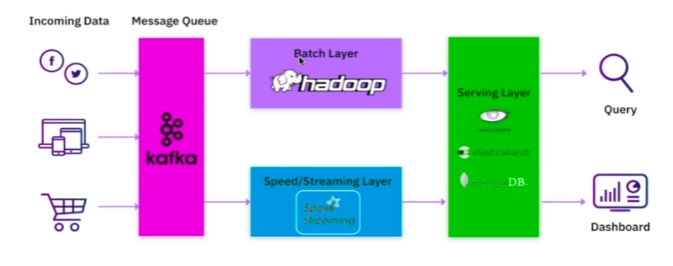 Incoming Data
Message Queue
Batch Layer
hadoop
kafka
Speed/Streaming Layer
Spark
Streaming
Serving Layer
cassandra
elasticsearch
mongoDB.
Query
Dashboard